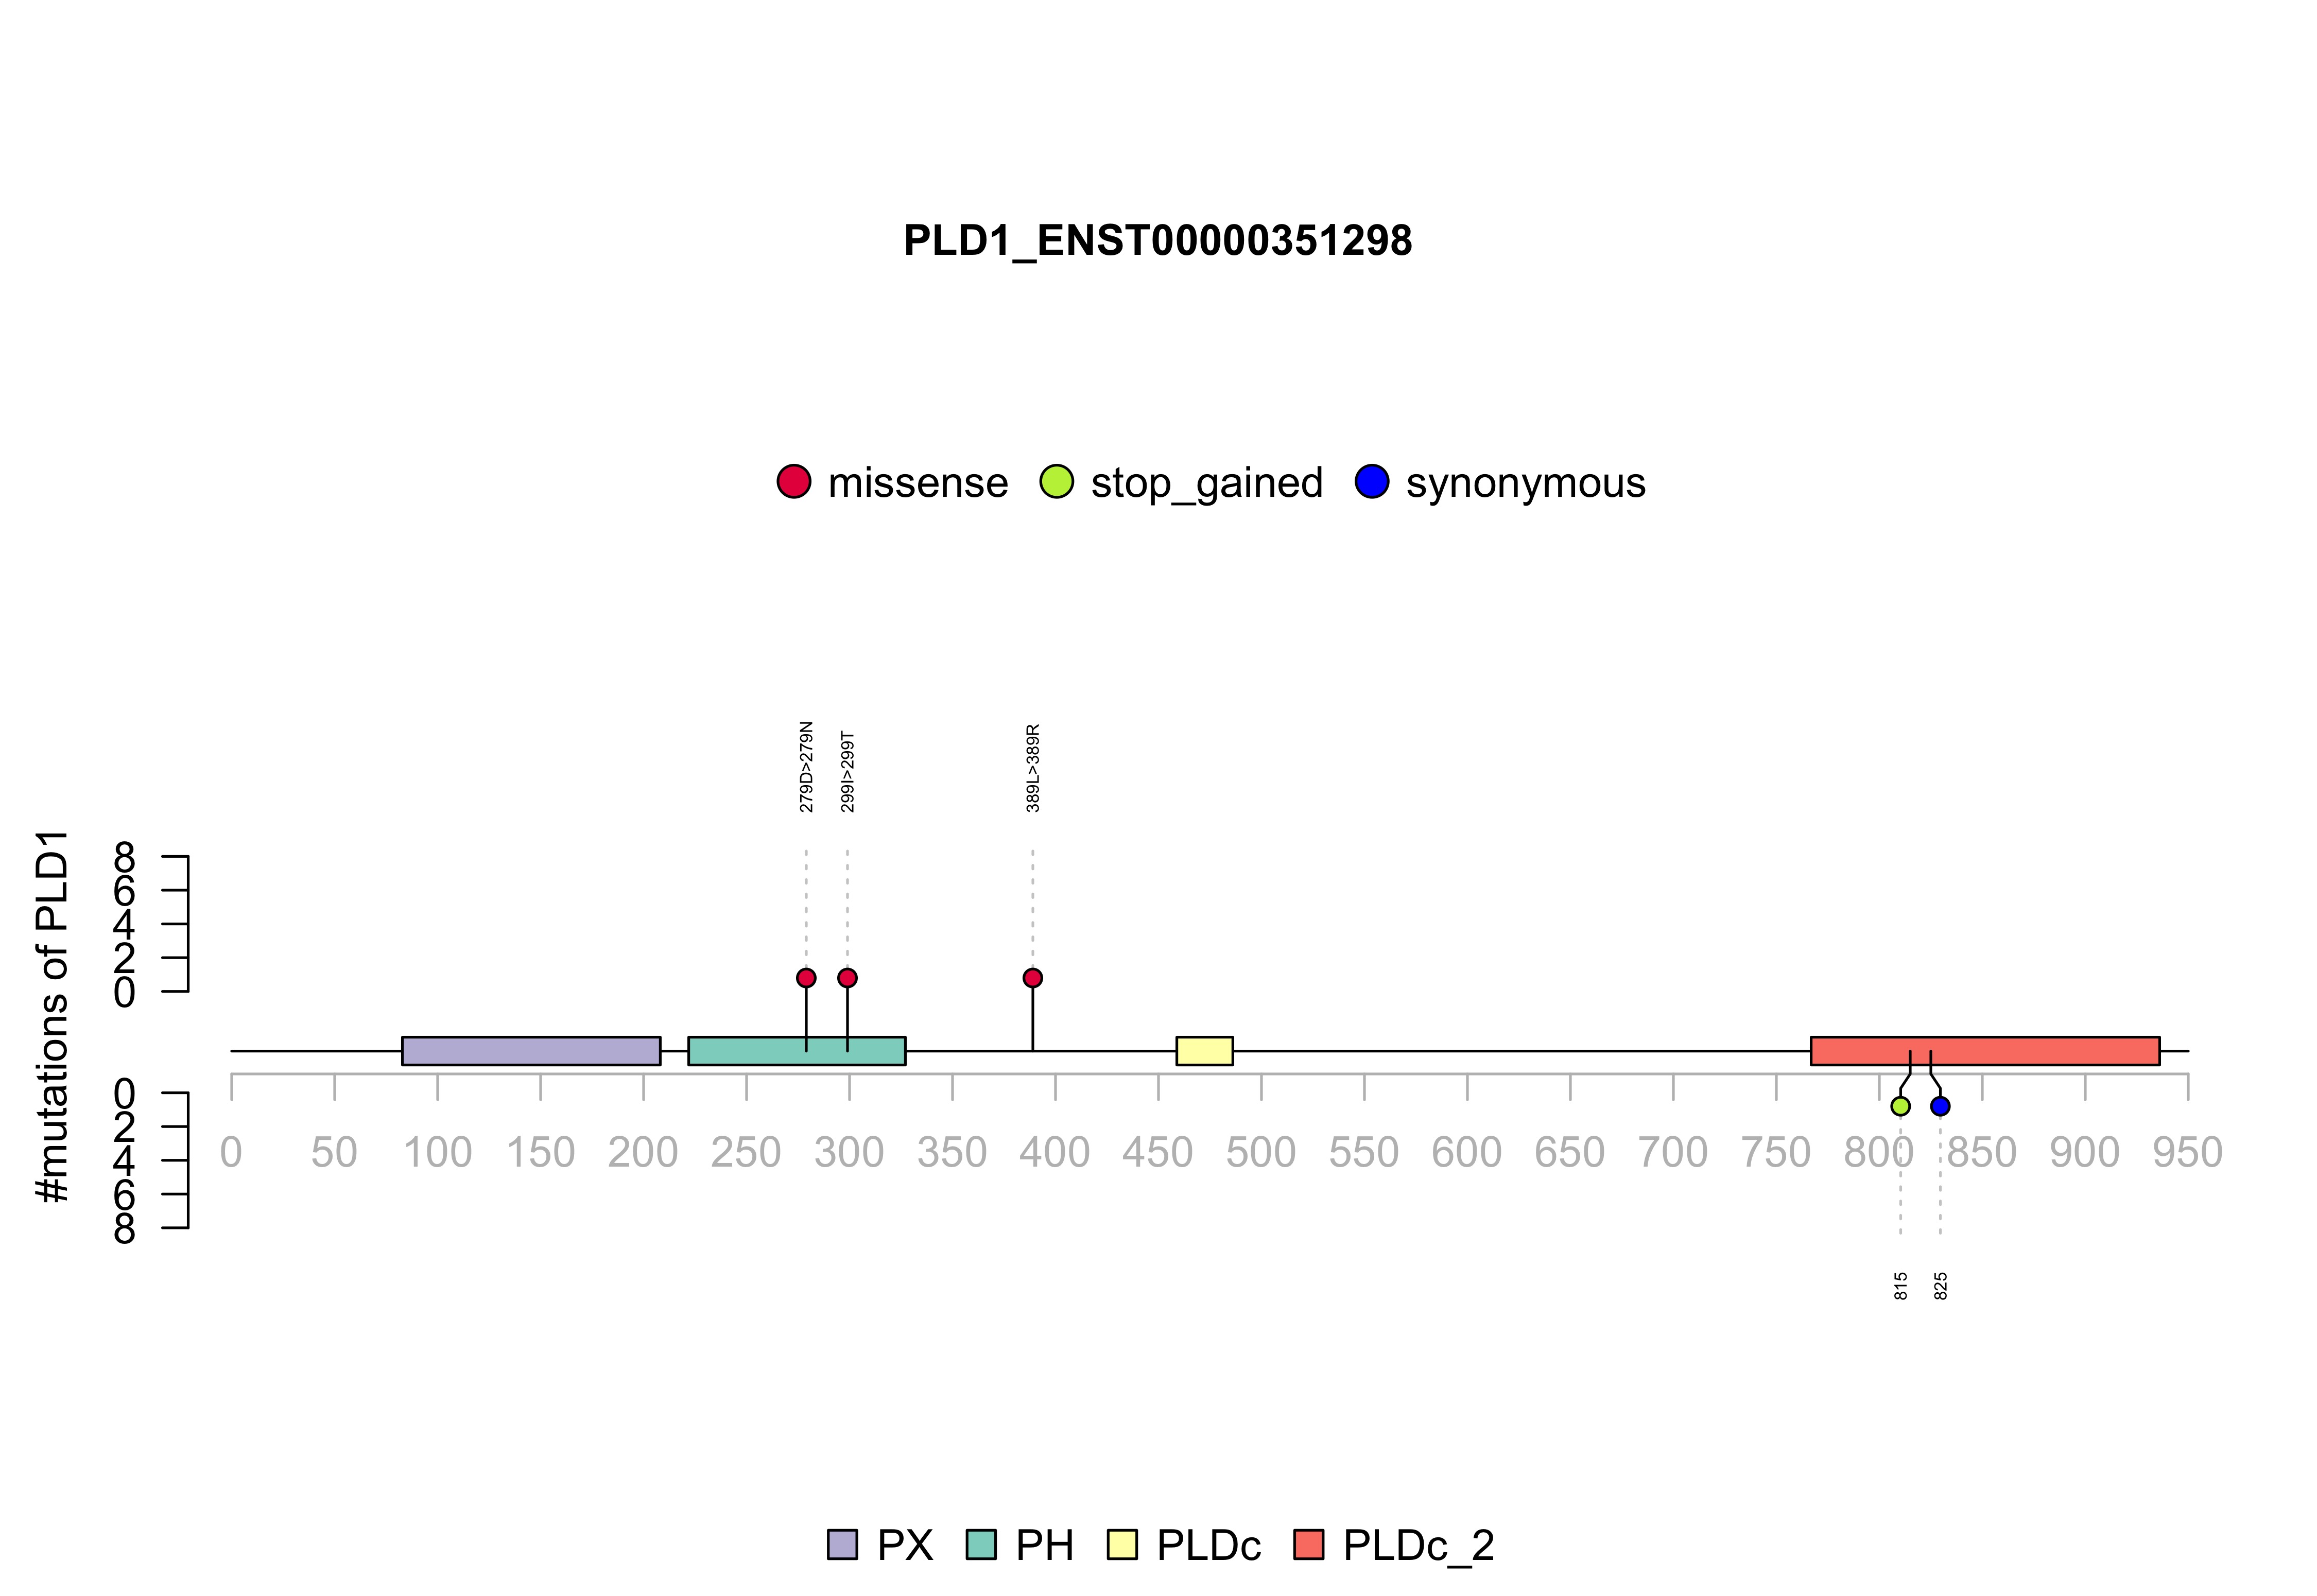 PLD1_ENST00000351298
missense stop_gained synonymous
279D>279N
299I>299T
389L>389R
#mutations of PLD1
8
6
4
2
0
0
2
4
6
8
0 50 100 150 200 250 300 350 400 450 500 550 600 650 700 750 800 850 900 950
815
825
PX PH PLDc PLDc_2